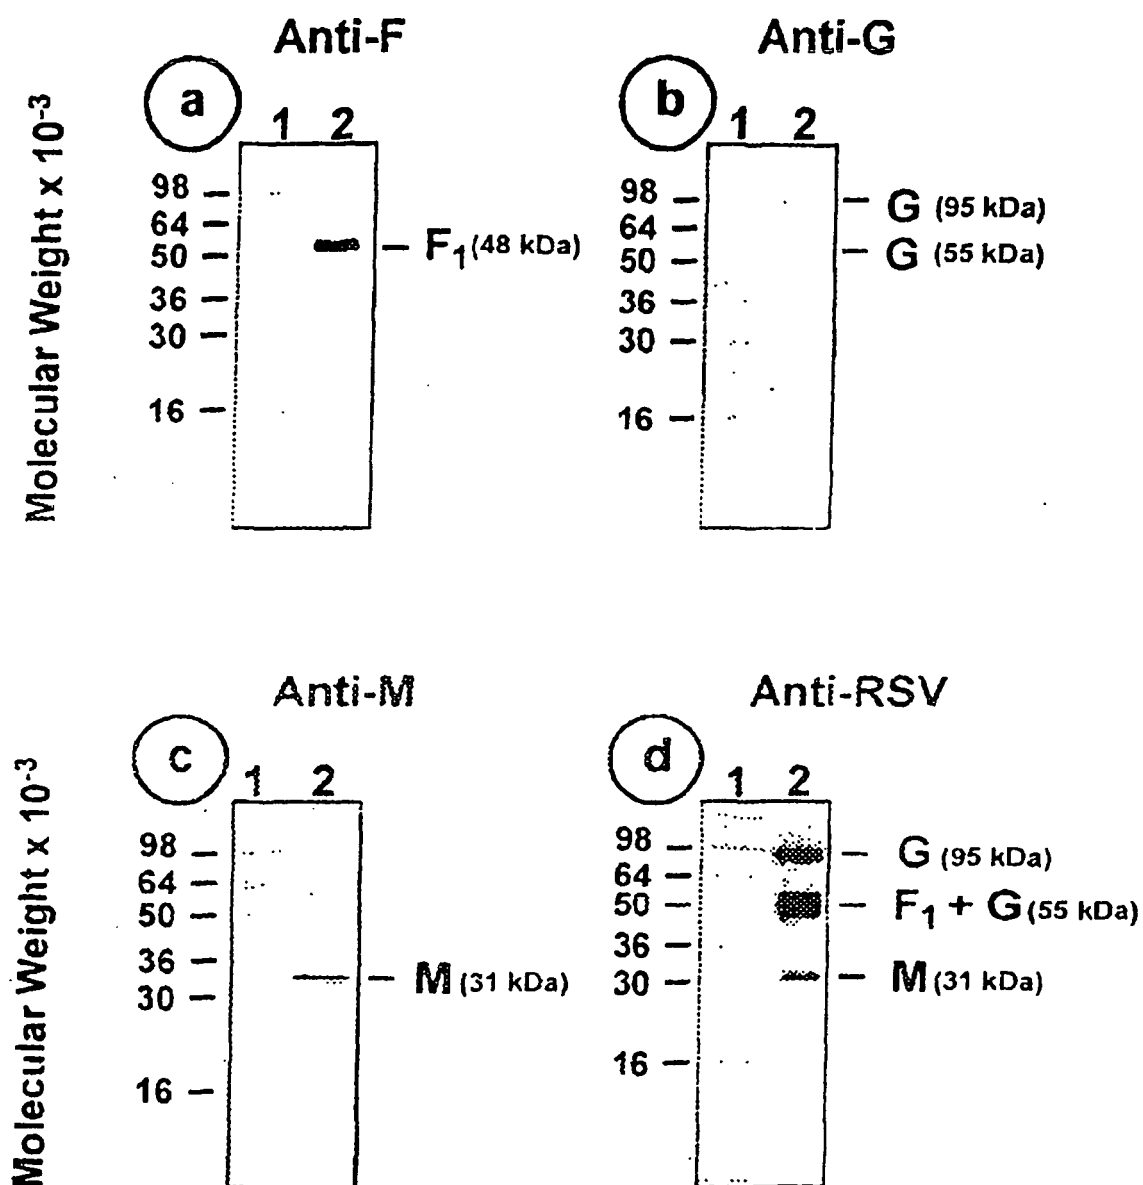 Anti-F
a
1 2
Molecular Weight x 10-3
98
64
50
36
30
16
F1 (48 kDa)
Anti-G
b
1 2
98
64
50
36
30
16
G (95 kDa)
G (55 kDa)
Anti-M
c
1 2
Molecular Weight x 10-3
98
64
50
36
30
16
M (31 kDa)
Anti-RSV
d
1 2
98
64
50
36
30
16
G (95 kDa)
F1 + G (55 kDa)
M (31 kDa)